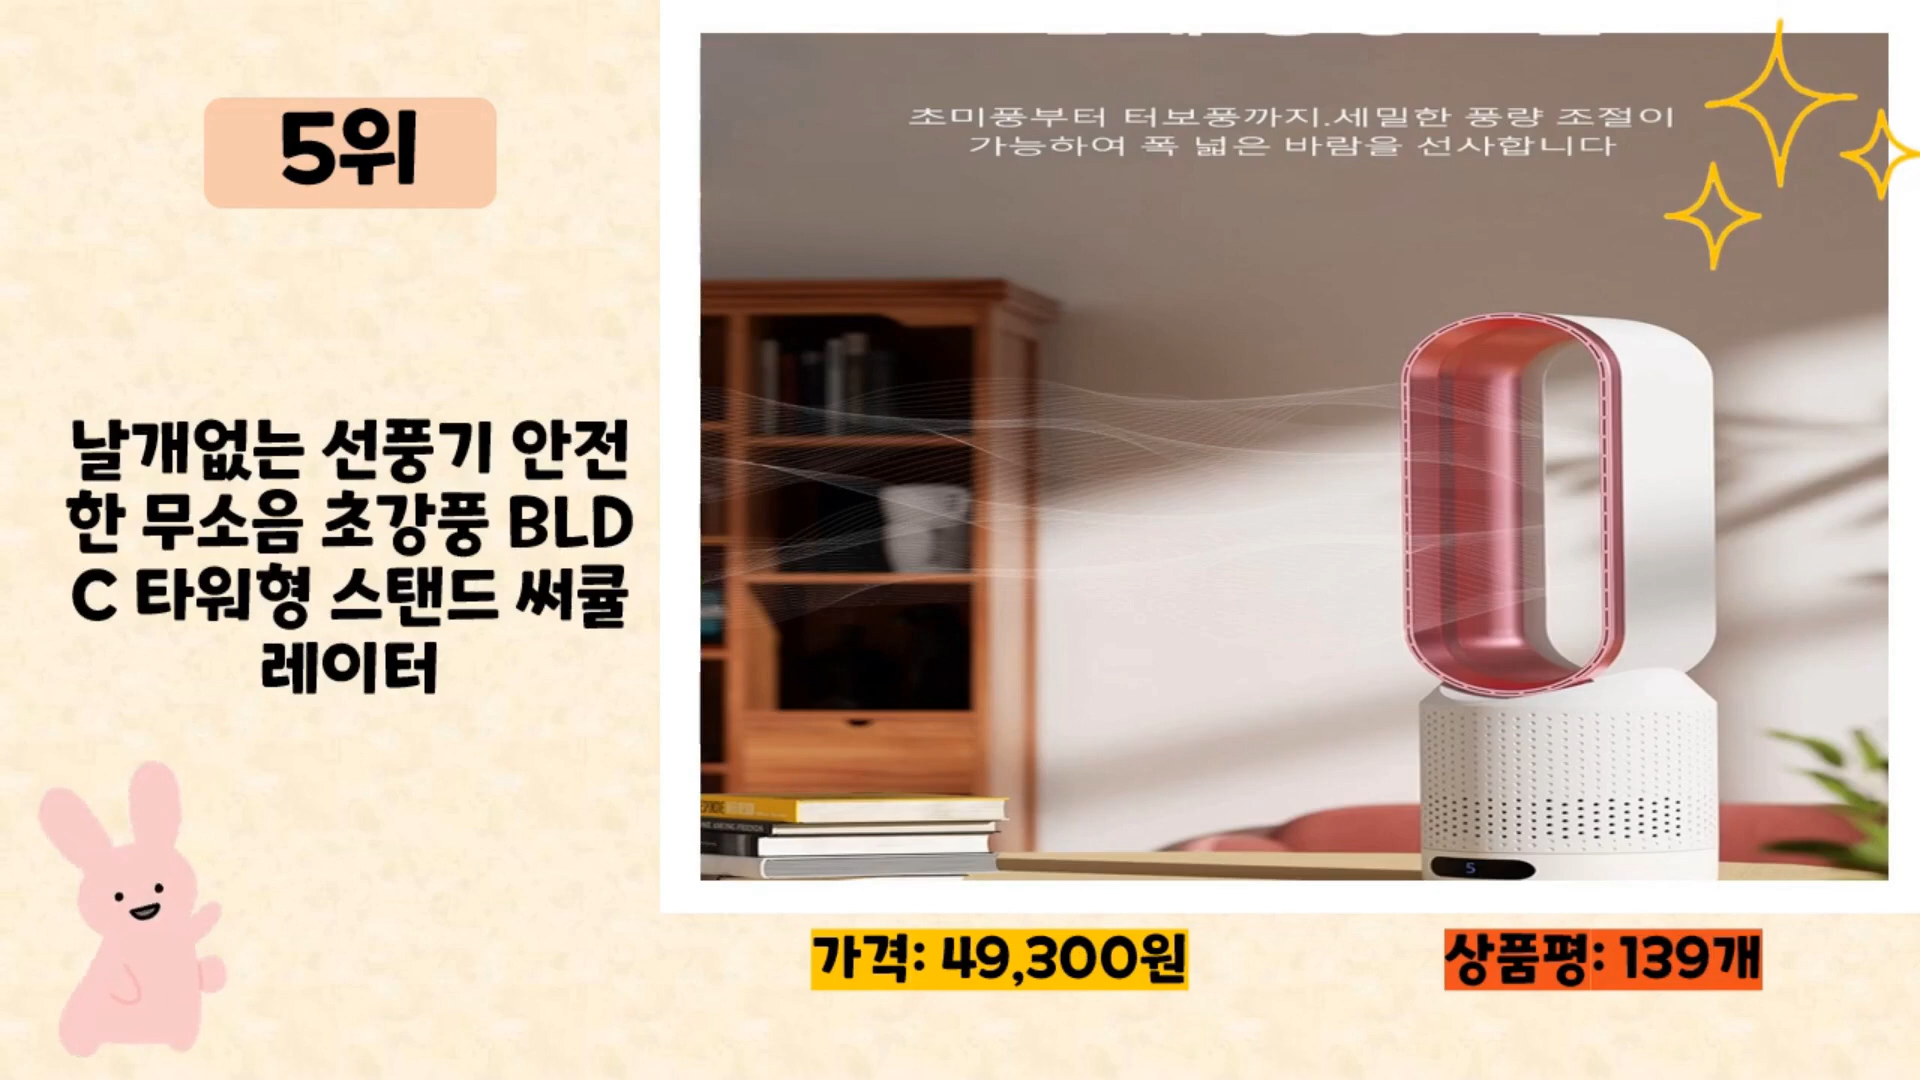 5위
날개없는 선풍기 안전
한 무소음 초강풍 BLD
C 타워형 스탠드 써큘
레이터
초미풍부터 터보풍까지.세밀한 풍량 조절이
가능하여 폭 넓은 바람을 선사합니다
5
가격: 49,300원
상품평: 139개